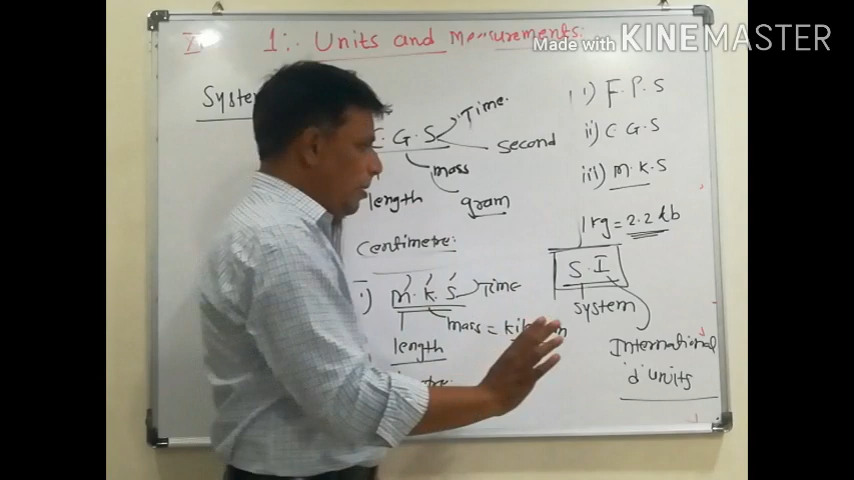 XI 1:. Units and Measurements:
Made with KINEMASTER
System
C. G. S Time.
Second
mass
length gram
Centimetre:
i) M. K. S Time
mass =
length
i) F. P. S
ii) C. G. S
iii) M. K. S
1 kg = 2.2 lb
S. I
System
International
d' units